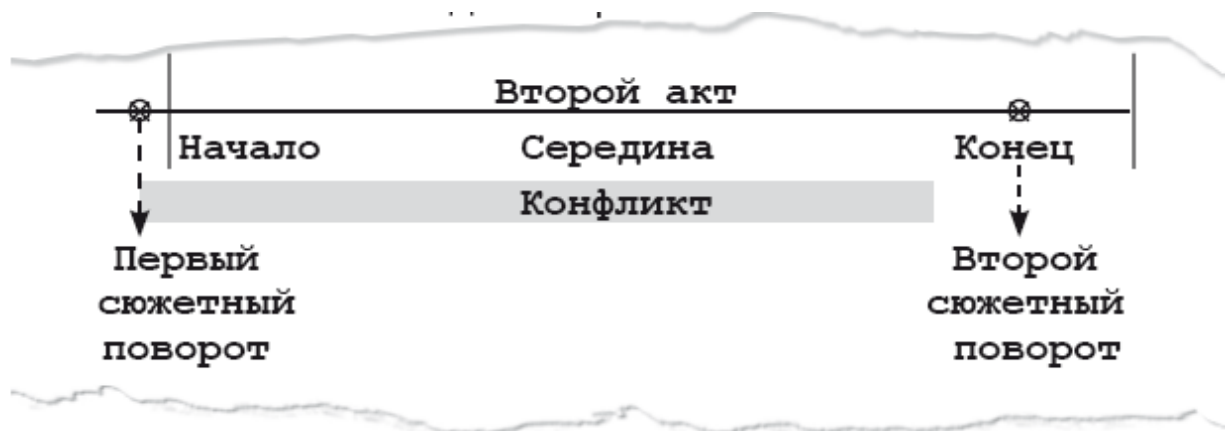 Второй акт
Начало Середина Конец
Конфликт
Первый Второй
сюжетный сюжетный
поворот поворот